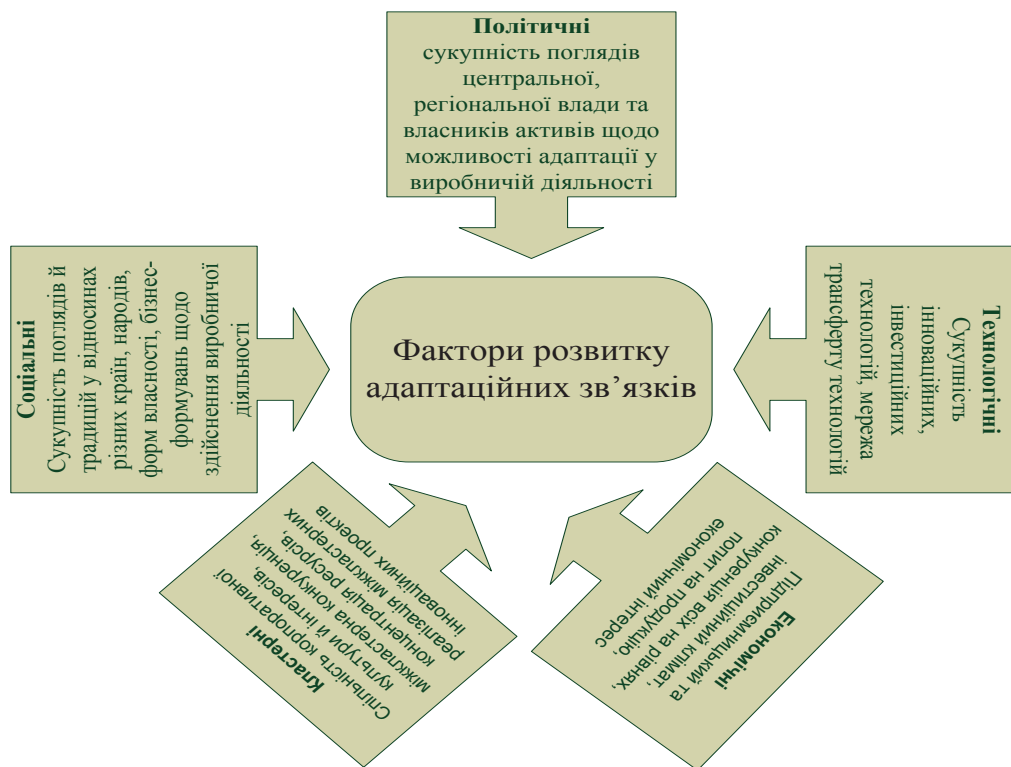 Політичні
сукупність поглядів
центральної,
регіональної влади та
власників активів щодо
можливості адаптації у
виробничій діяльності
Соціальні
Сукупність поглядів й
традицій у відносинах
різних країн, народів,
форм власності, бізнес-
формувань щодо
здійснення виробничої
діяльності
Фактори розвитку
адаптаційних зв’язків
Технологічні
Сукупність
інноваційних,
інвестиційних
технологій, мережа
трансферту технологій
Кластерні
Спільність корпоративної
культури й інтересів,
міжкластерна конкуренція,
концентрація ресурсів,
реалізація міжкластерних
інноваційних проектів
Економічні
Підприємницький та
інвестиційний клімат,
конкуренція всіх на рівнях,
попит на продукцію,
економічний інтерес